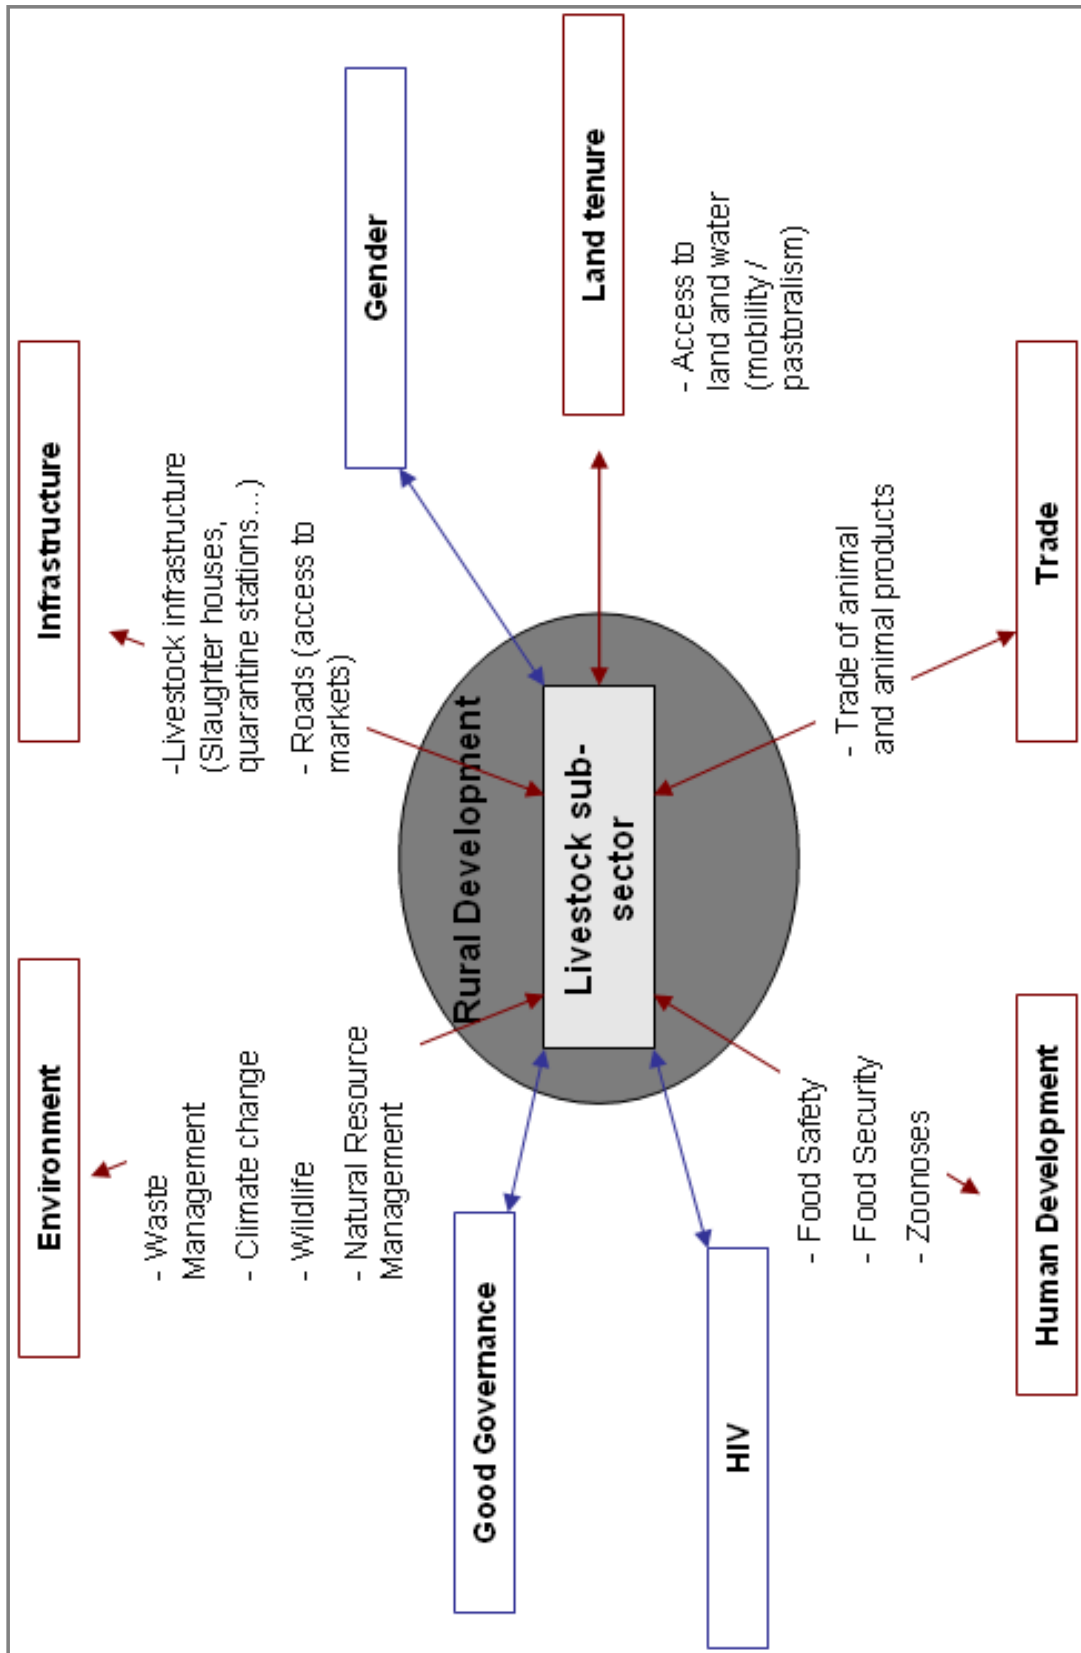 Environment
- Waste
Management
- Climate change
- Wildlife
- Natural Resource
Management
Infrastructure
-Livestock infrastructure
(Slaughter houses,
quarantine stations...)
- Roads (access to
markets)
Good Governance
Rural Development
Livestock sub-
sector
Gender
Land tenure
- Access to
land and water
(mobility /
pastoralism)
HIV
- Food Safety
- Food Security
- Zoonoses
Human Development
- Trade of animal
and animal products
Trade